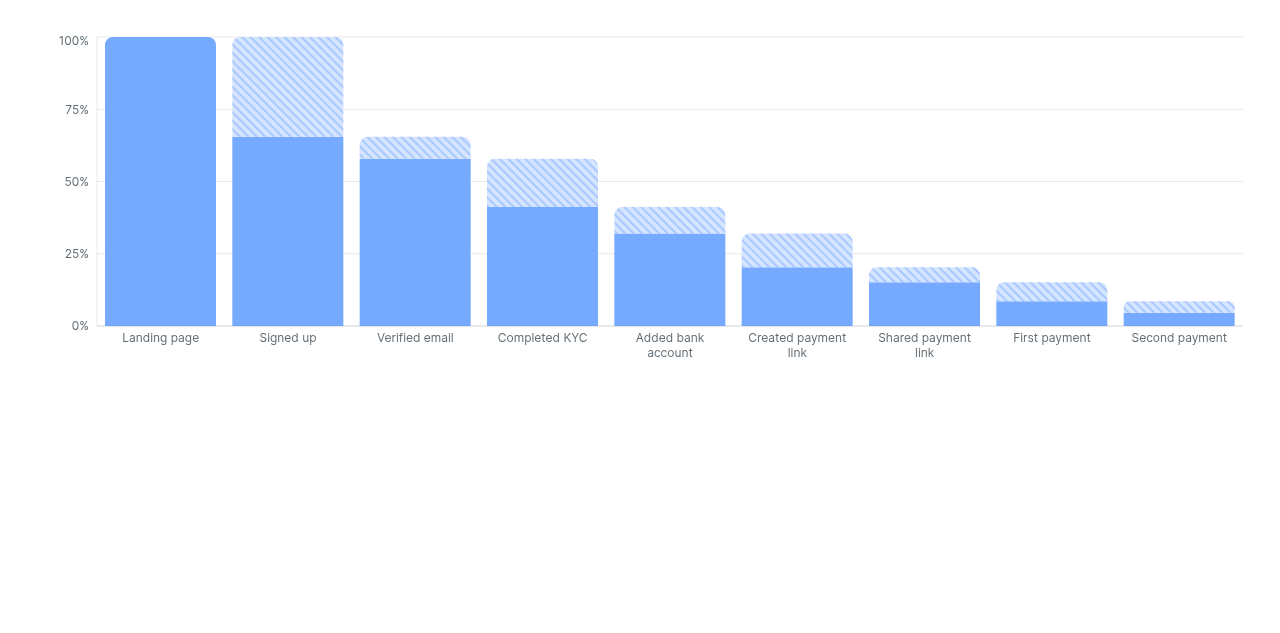 100%
75%
50%
25%
0%
Landing page
Signed up
Verified email
Completed KYC
Added bank
account
Created payment
link
Shared payment
link
First payment
Second payment